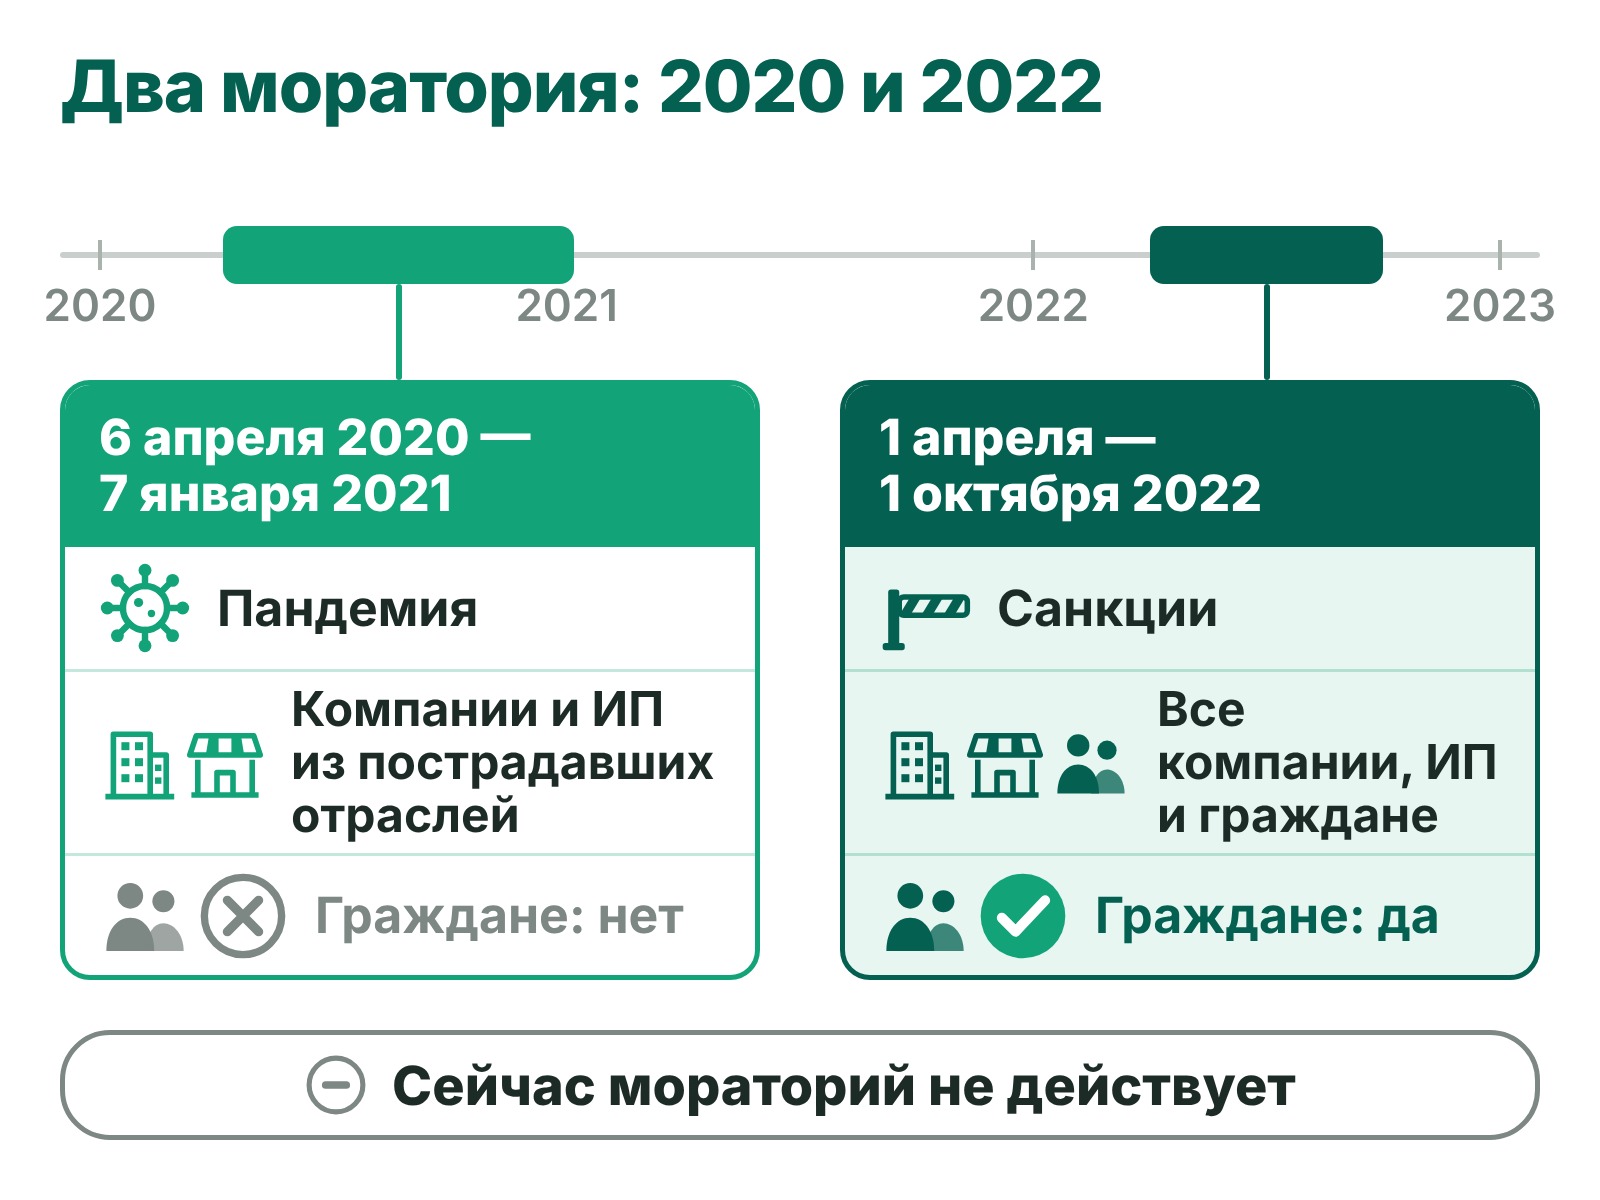 Два моратория: 2020 и 2022
2020 2021 2022 2023
6 апреля 2020 —
7 января 2021
Пандемия
Компании и ИП
из пострадавших
отраслей
Граждане: нет
1 апреля —
1 октября 2022
Санкции
Все
компании, ИП
и граждане
Граждане: да
Сейчас мораторий не действует